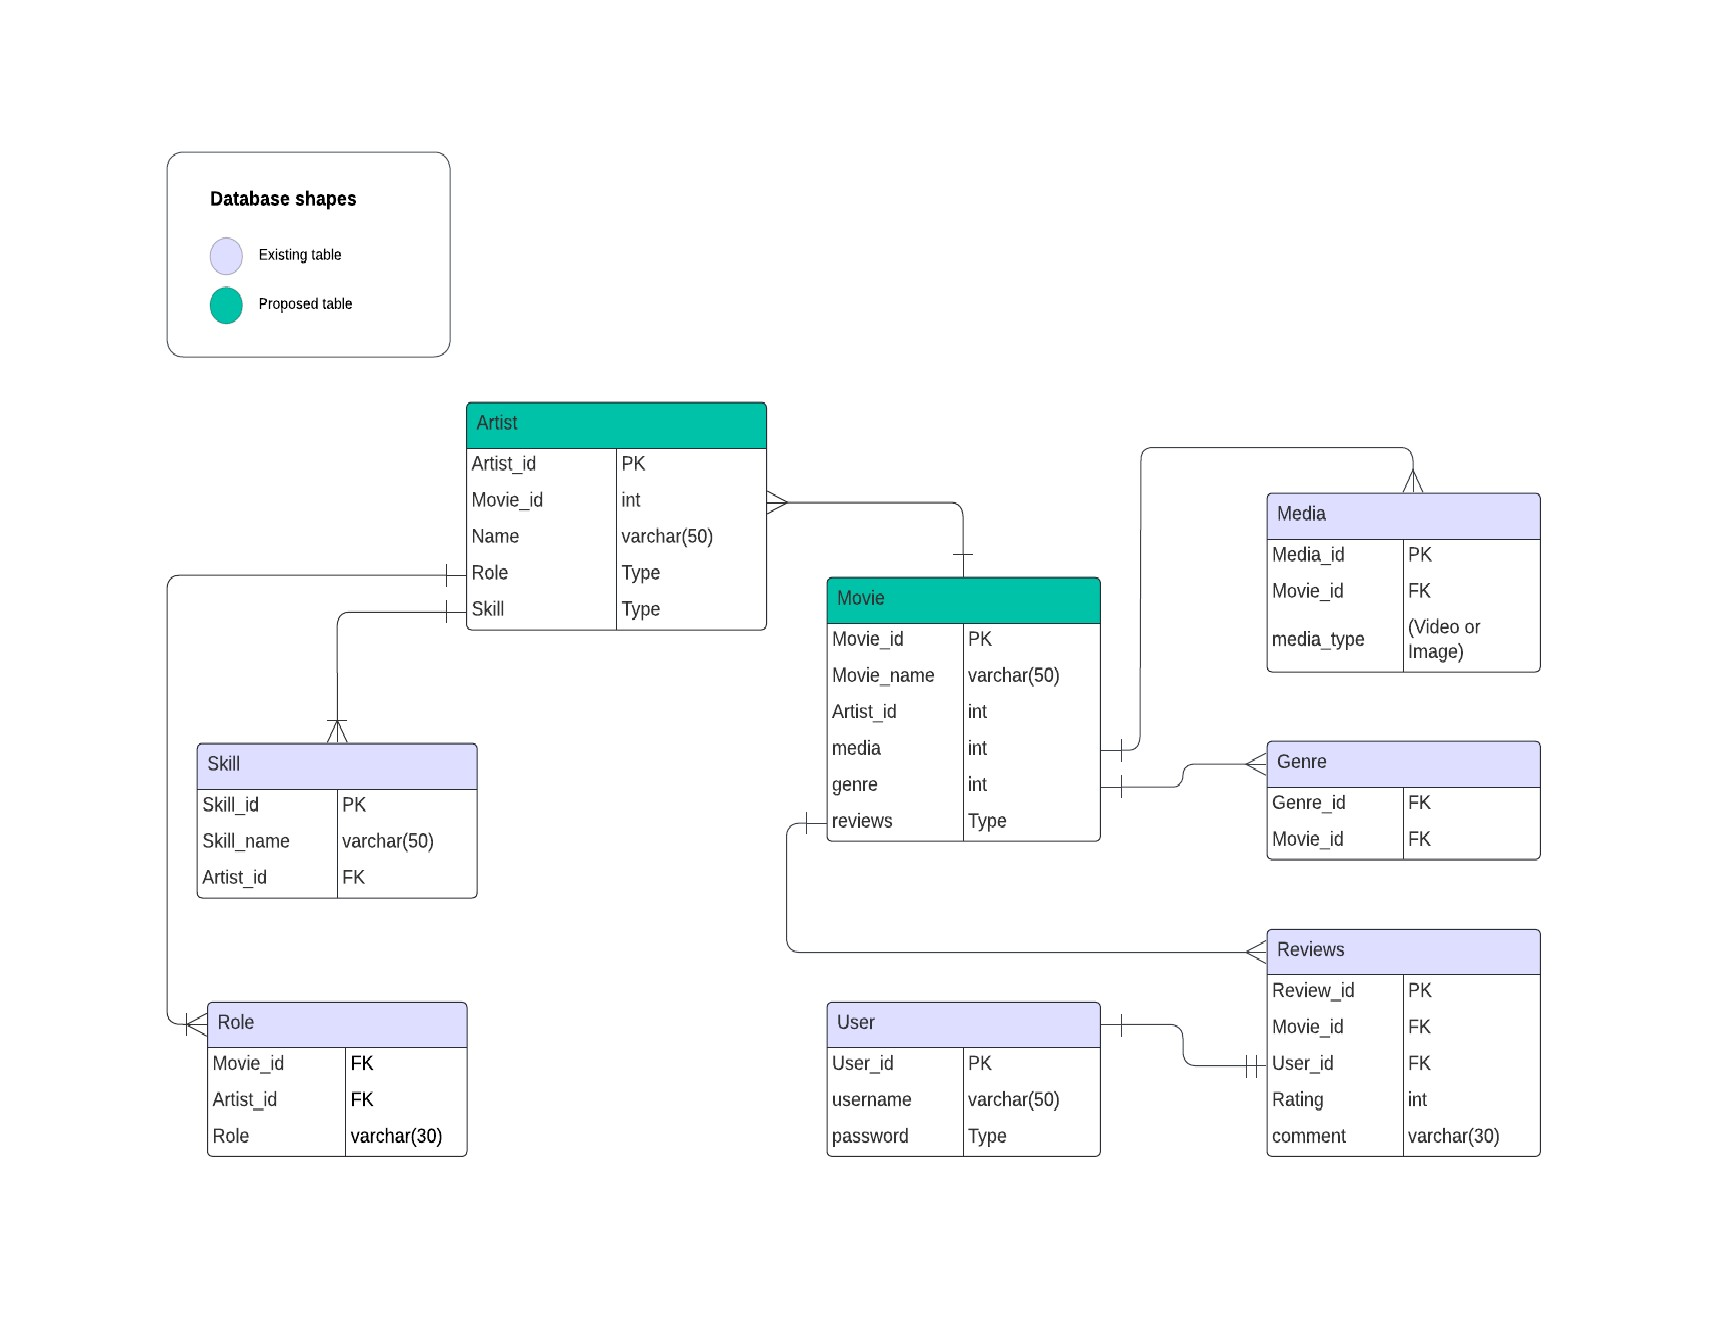 Database shapes
Existing table
Proposed table
Artist
Artist_id PK
Movie_id int
Name varchar(50)
Role Type
Skill Type
Movie
Movie_id PK
Movie_name varchar(50)
Artist_id int
media int
genre int
reviews Type
Media
Media_id PK
Movie_id FK
media_type (Video or
Image)
Genre
Genre_id FK
Movie_id FK
Skill
Skill_id PK
Skill_name varchar(50)
Artist_id FK
Role
Movie_id FK
Artist_id FK
Role varchar(30)
User
User_id PK
username varchar(50)
password Type
Reviews
Review_id PK
Movie_id FK
User_id FK
Rating int
comment varchar(30)